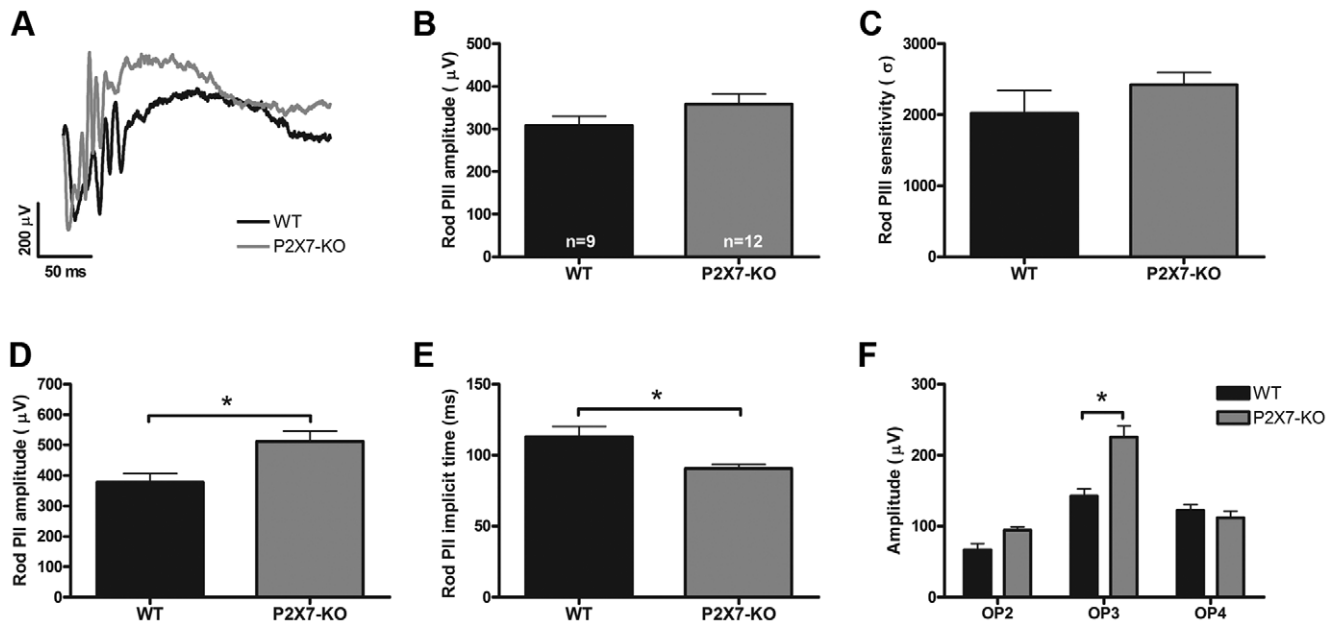 A
200 μV
50 ms
WT
P2X7-KO
B
Rod PIII amplitude ( μV)
500
400
300
200
100
0
n=9
n=12
WT
P2X7-KO
C
Rod PIII sensitivity ( σ)
3000
2000
1000
0
WT
P2X7-KO
D
Rod PII amplitude ( μV)
700
600
500
400
300
200
100
0
*
WT
P2X7-KO
E
Rod PII implicit time (ms)
150
100
50
0
*
WT
P2X7-KO
F
Amplitude ( μV)
300
200
100
0
*
WT
P2X7-KO
OP2
OP3
OP4